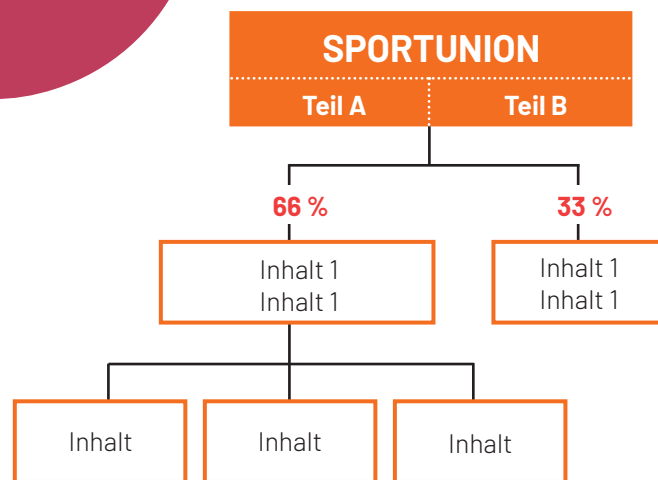 SPORTUNION
Teil A Teil B
66 % 33 %
Inhalt 1
Inhalt 1
Inhalt 1
Inhalt 1
Inhalt Inhalt Inhalt